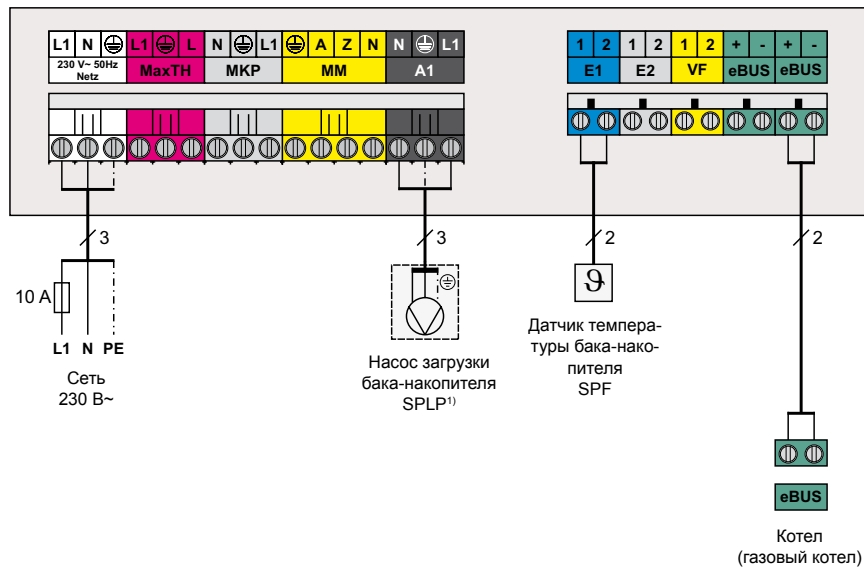 L1 N L1 L N L1 A Z N N L1
230 V~ 50Hz
Netz
MaxTH MKP MM A1
1 2 1 2 1 2 + - + -
E1 E2 VF eBUS eBUS
3
3
2
2
10 A
L1 N PE
Сеть
230 В~
Насос загрузки
бака-накопителя
SPLP1)
ϑ
Датчик темпера-
туры бака-нако-
пителя
SPF
eBUS
Котел
(газовый котел)